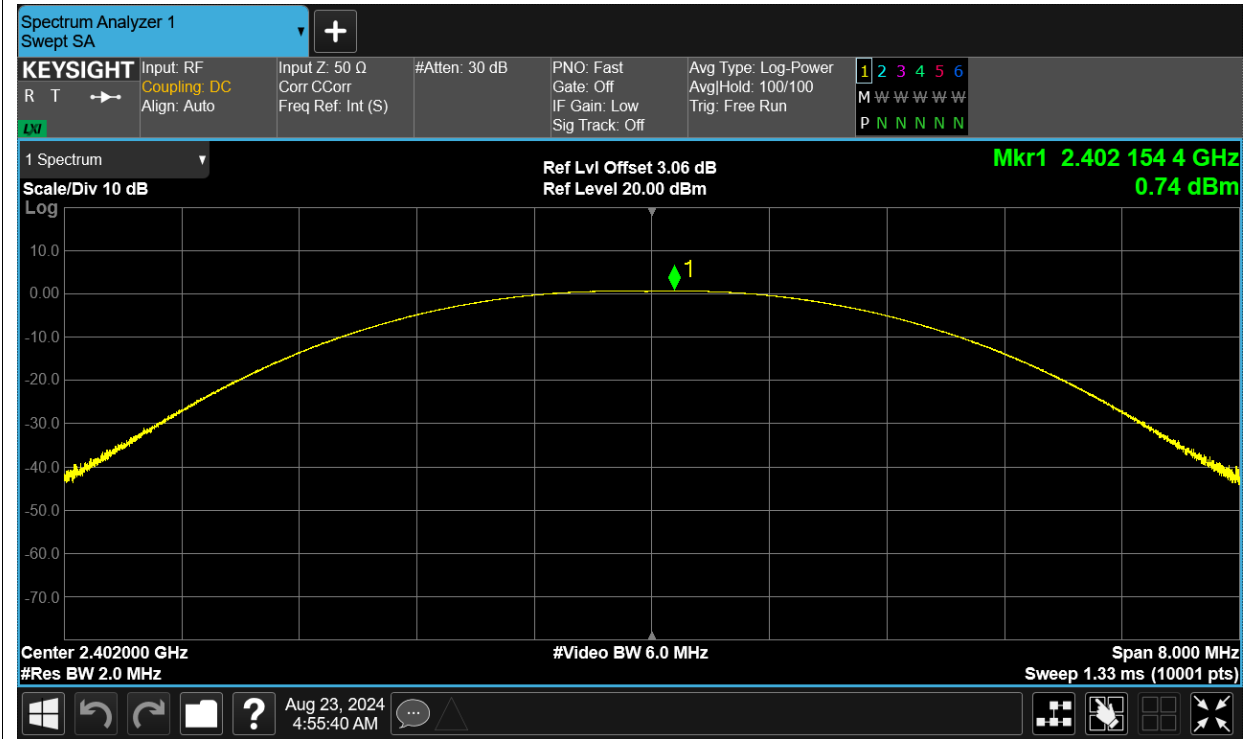 Spectrum Analyzer 1
Swept SA
KEYSIGHT
R T
LXI
Input: RF
Coupling: DC
Align: Auto
Input Z: 50 Ω
Corr CCorr
Freq Ref: Int (S)
#Atten: 30 dB
PNO: Fast
Gate: Off
IF Gain: Low
Sig Track: Off
Avg Type: Log-Power
Avg|Hold: 100/100
Trig: Free Run
1 2 3 4 5 6
M W W W W W
P N N N N N
1 Spectrum
Scale/Div 10 dB
Log
Ref Lvl Offset 3.06 dB
Ref Level 20.00 dBm
Mkr1 2.402 154 4 GHz
0.74 dBm
10.0
1
0.00
-10.0
-20.0
-30.0
-40.0
-50.0
-60.0
-70.0
Center 2.402000 GHz
#Video BW 6.0 MHz
Span 8.000 MHz
#Res BW 2.0 MHz
Sweep 1.33 ms (10001 pts)
?
Aug 23, 2024
4:55:40 AM